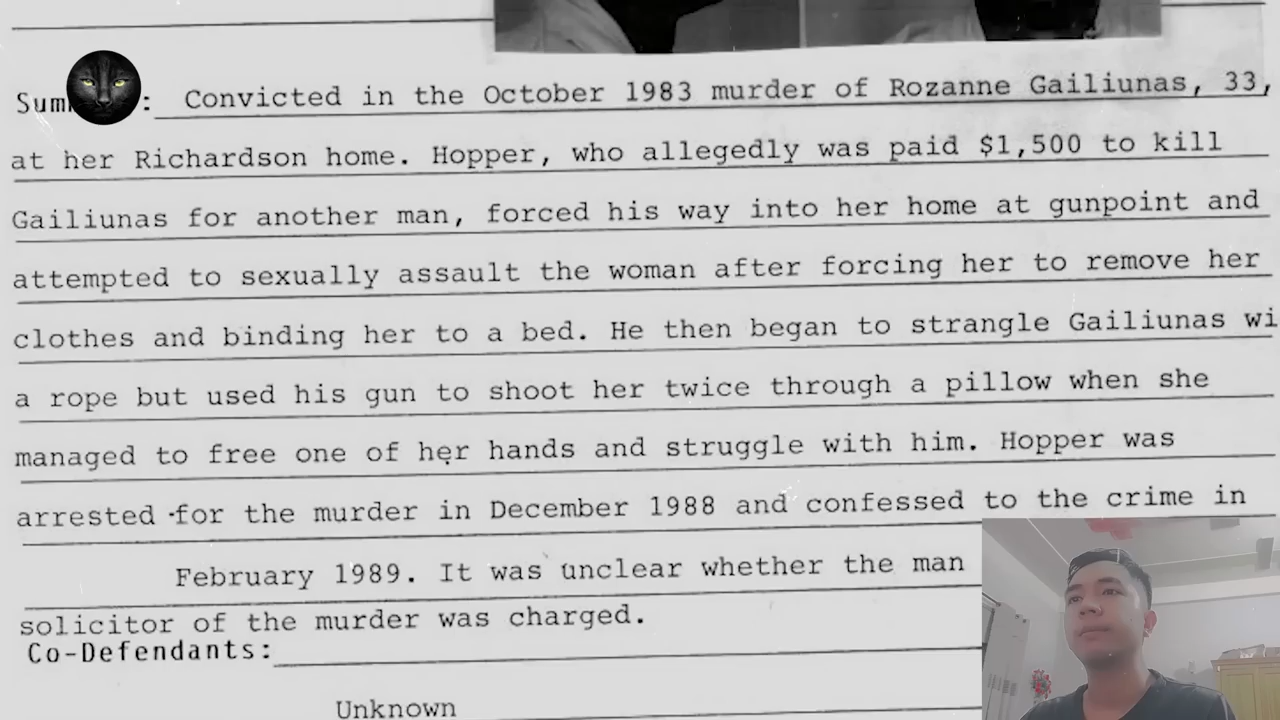 : Convicted in the October 1983 murder of Rozanne Gailiunas, 33,
at her Richardson home. Hopper, who allegedly was paid $1,500 to kill
Gailiunas for another man, forced his way into her home at gunpoint and
attempted to sexually assault the woman after forcing her to remove her
clothes and binding her to a bed. He then began to strangle Gailiunas wi
a rope but used his gun to shoot her twice through a pillow when she
managed to free one of her hands and struggle with him. Hopper was
arrested for the murder in December 1988 and confessed to the crime in
February 1989. It was unclear whether the man
solicitor of the murder was charged.
Co-Defendants:
Unknown